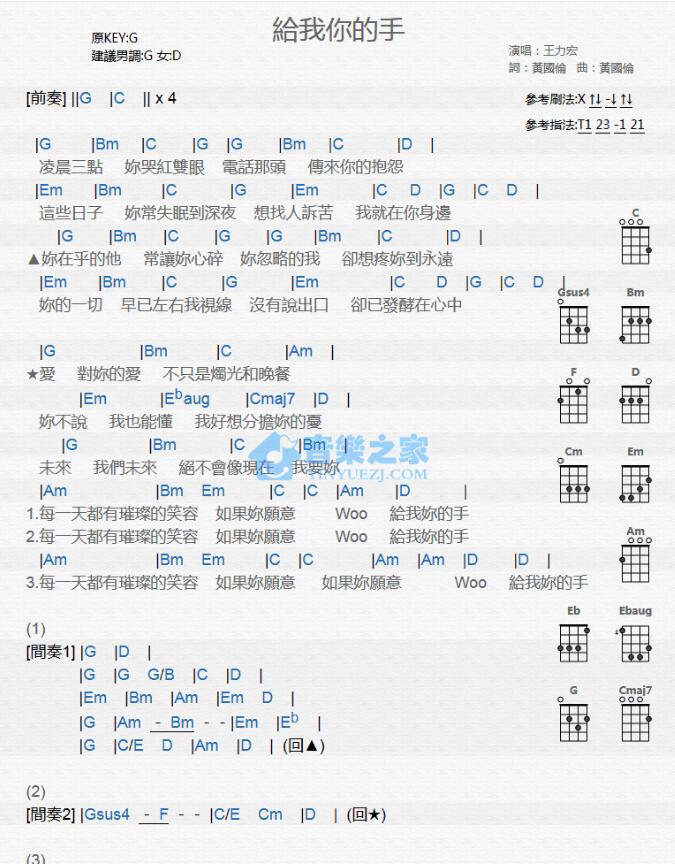 給我你的手
原KEY:G
建議男調:G 女:D
演唱：王力宏
詞：黃國倫 曲：黃國倫
[前奏] ||G |C || x 4
參考刷法:X ↑↓ -↓ ↑↓
參考指法:T1 23 -1 21
|G |Bm |C |G |G |Bm |C |D |
凌晨三點 妳哭紅雙眼 電話那頭 傳來你的抱怨
|Em |Bm |C |G |Em |C D |G |C D |
這些日子 妳常失眠到深夜 想找人訴苦 我就在你身邊
|G |Bm |C |G |G |Bm |C |D |
▲妳在乎的他 常讓妳心碎 妳忽略的我 卻想疼妳到永遠
|Em |Bm |C |G |Em |C D |G |C D |
妳的一切 早已左右我視線 沒有說出口 卻已發酵在心中
|G |Bm |C |Am |
★愛 對妳的愛 不只是燭光和晚餐
|Em |Ebaug |Cmaj7 |D |
妳不說 我也能懂 我好想分擔妳的憂
|G |Bm |C |Bm |
未來 我們未來 絕不會像現在 我要妳
音樂之家
YINYUEZJ.COM
|Am |Bm Em |C |C |Am |D |
1.每一天都有璀璨的笑容 如果妳願意 Woo 給我妳的手
2.每一天都有璀璨的笑容 如果妳願意 Woo 給我妳的手
|Am |Bm Em |C |C |Am |Am |D |D |
3.每一天都有璀璨的笑容 如果妳願意 如果妳願意 Woo 給我妳的手
(1)
[間奏1] |G |D |
|G |G G/B |C |D |
|Em |Bm |Am |Em D |
|G |Am - Bm - - |Em |Eb |
|G |C/E D |Am |D | (回▲)
(2)
[間奏2] |Gsus4 - F - - |C/E Cm |D | (回★)
(3)
C
Gsus4 Bm
F D
Cm Em
Am
Eb Ebaug
4
G Cmaj7